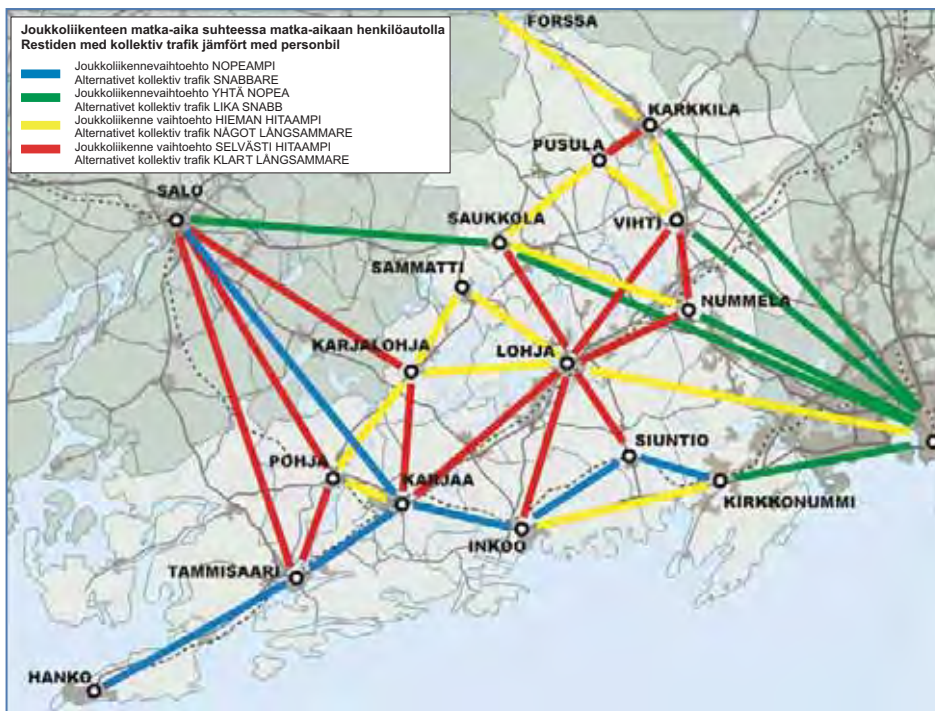 Joukkoliikenteen matka-aika suhteessa matka-aikaan henkilöautolla
Restiden med kollektiv trafik jämfört med personbil
Joukkoliikennevaihtoehto NOPEAMPI
Alternativet kollektiv trafik SNABBARE
Joukkoliikennevaihtoehto YHTÄ NOPEA
Alternativet kollektiv trafik LIKA SNABB
Joukkoliikenne vaihtoehto HIEMAN HITAAMPI
Alternativet kollektiv trafik NÅGOT LÅNGSAMMARE
Joukkoliikenne vaihtoehto SELVÄSTI HITAAMPI
Alternativet kollektiv trafik KLART LÅNGSAMMARE
FORSSA
KARKKILA
PUSULA
SALO
SAUKKOLA
VIHTI
SAMMATTI
NUMMELA
KARJALOHJA
LOHJA
SIUNTIO
POHJA
KARJAA
KIRKKONUMMI
INKOO
TAMMISAARI
HANKO